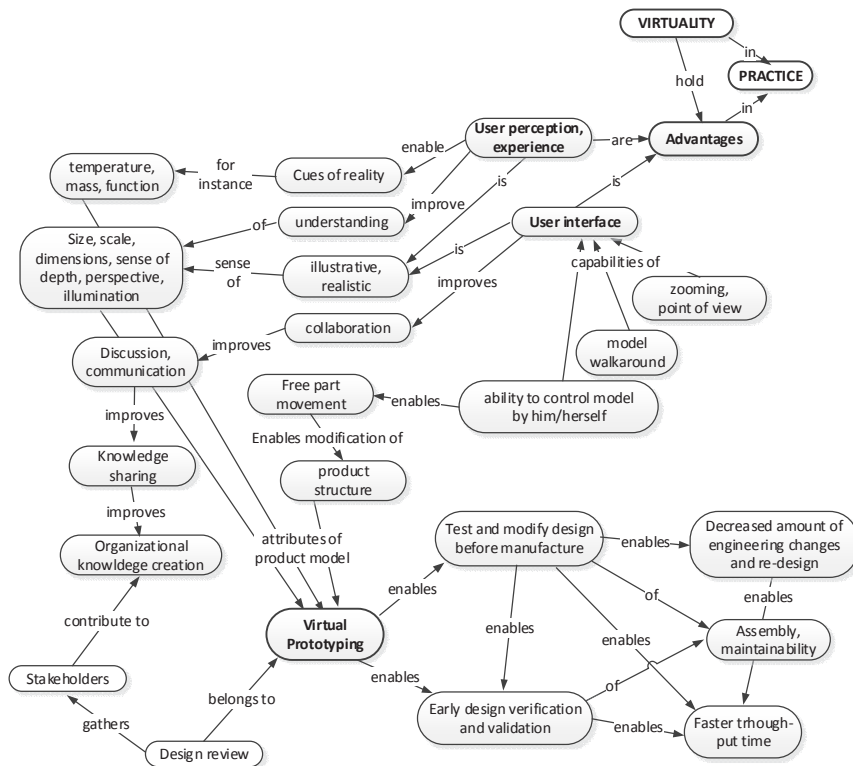 VIRTUALITY
in
PRACTICE
hold
in
User perception,
experience
are
Advantages
enable
temperature,
mass, function
for
instance
Cues of reality
is
is
improve
of
understanding
User interface
Size, scale,
dimensions, sense of
depth, perspective,
illumination
sense
of
illustrative,
realistic
is
capabilities of
zooming,
point of view
improves
collaboration
improves
Discussion,
communication
model
walkaround
Free part
movement
enables
ability to control model
by him/herself
improves
Enables modification of
Knowledge
sharing
product
structure
improves
Test and modify design
before manufacture
enables
Decreased amount of
engineering changes
and re-design
attributes of
product model
Organizational
knowldege creation
enables
of
enables
contribute to
Virtual
Prototyping
enables
enables
Assembly,
maintainability
Stakeholders
enables
of
belongs to
Early design verification
and validation
enables
Faster trhough-
put time
gathers
Design review